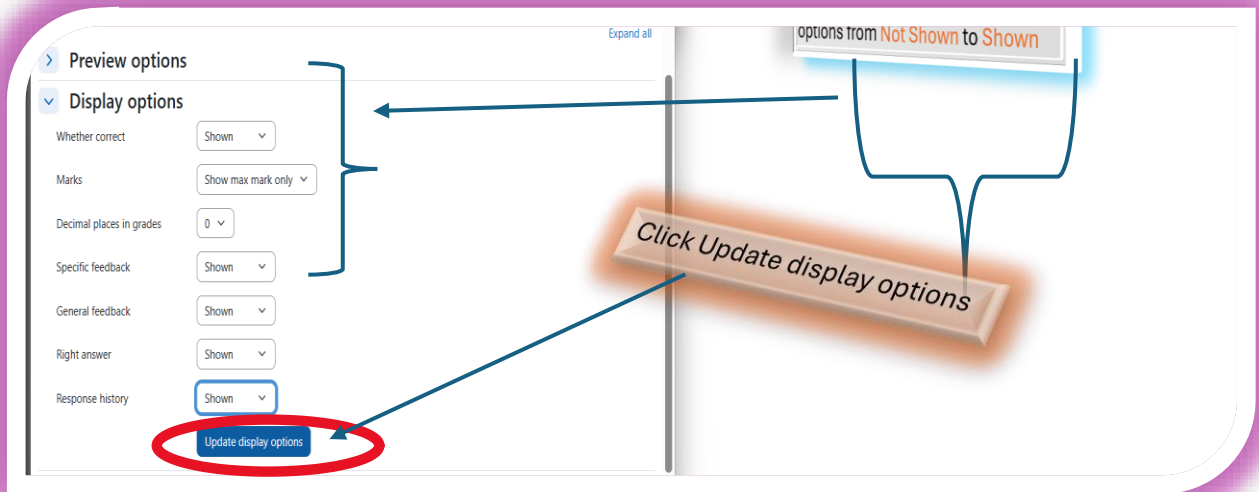 Expand all
Preview options
Display options
Whether correct Shown
Marks Show max mark only
Decimal places in grades 0
Specific feedback Shown
General feedback Shown
Right answer Shown
Response history Shown
Update display options
options from Not Shown to Shown
Click Update display options